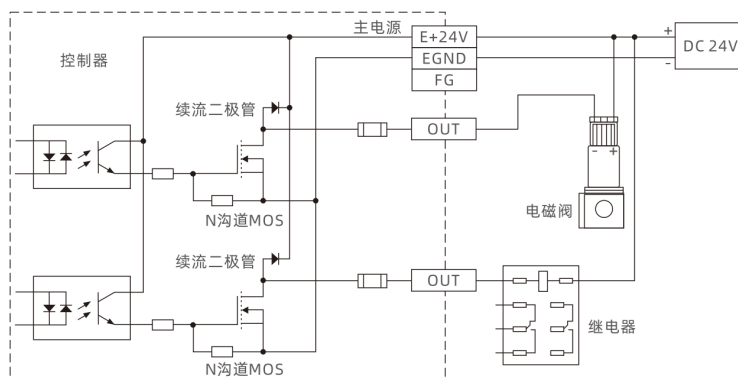 主电源
E+24V
+
DC 24V
控制器
EGND
-
FG
续流二极管
OUT
- +
N沟道MOS
电磁阀
续流二极管
OUT
继电器
N沟道MOS